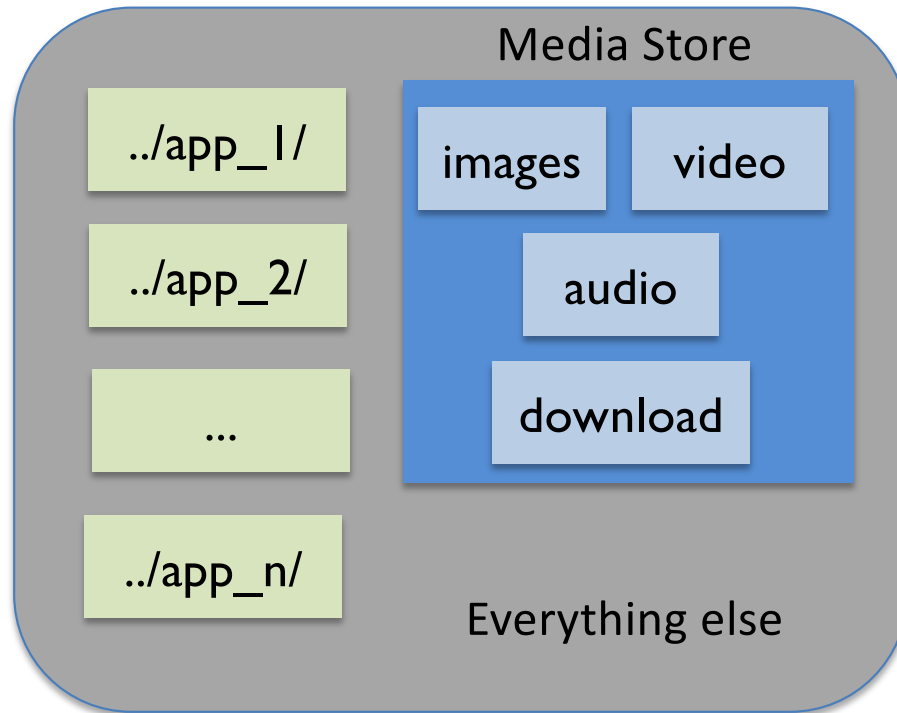 Media Store
../app_1/
images
video
../app_2/
audio
...
download
../app_n/
Everything else